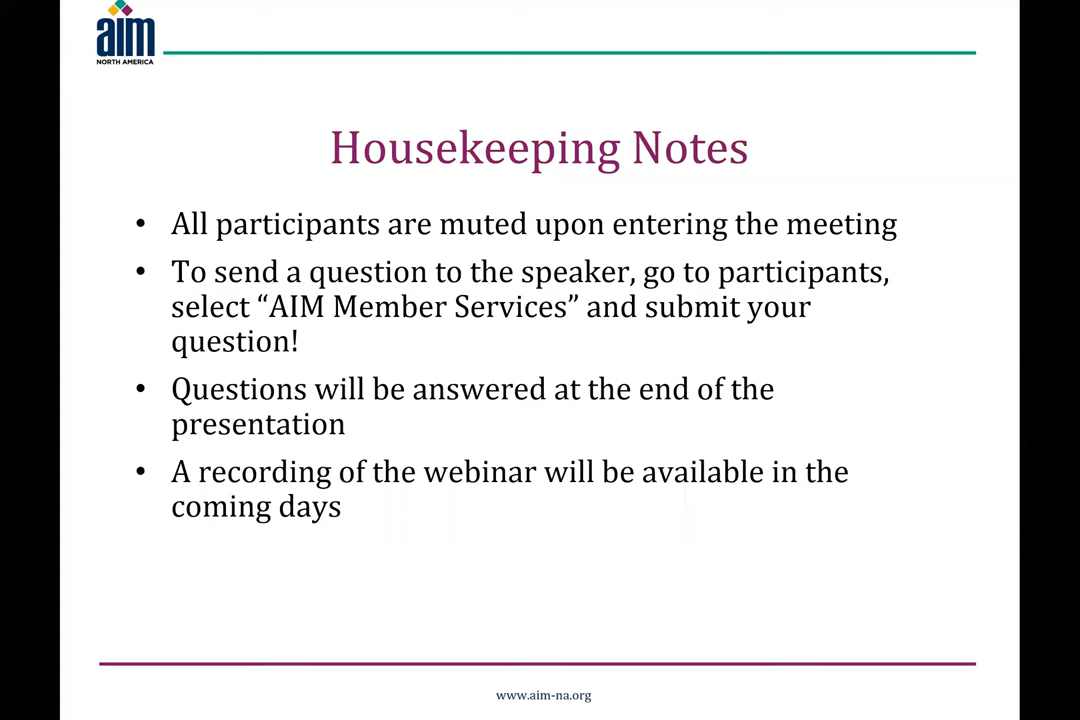 aim
NORTH AMERICA
Housekeeping Notes
• All participants are muted upon entering the meeting
• To send a question to the speaker, go to participants,
select “AIM Member Services” and submit your
question!
• Questions will be answered at the end of the
presentation
• A recording of the webinar will be available in the
coming days
www.aim-na.org